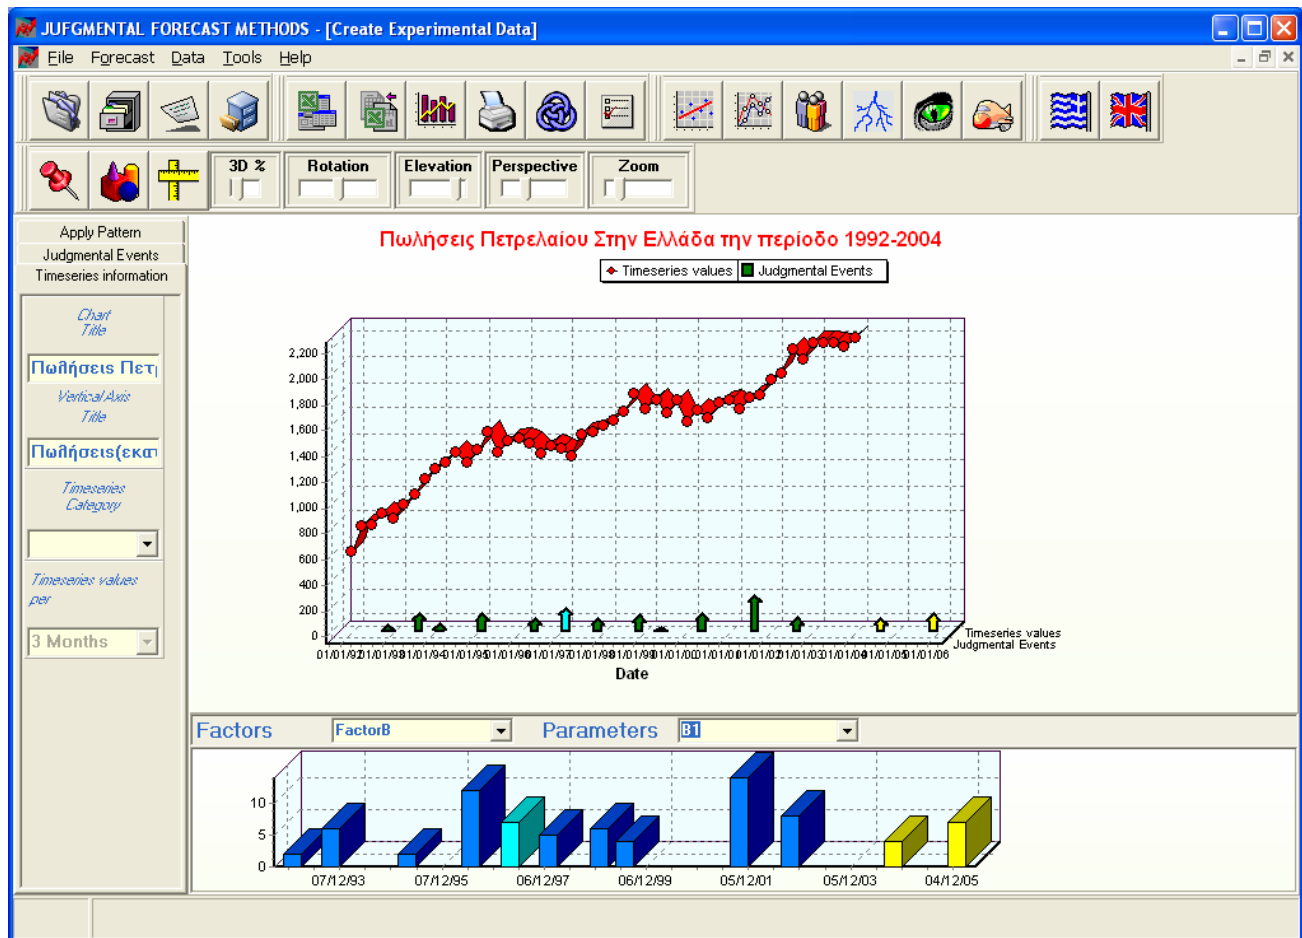 JUFGMENTAL FORECAST METHODS - [Create Experimental Data]
File Forecast Data Tools Help
3D % Rotation Elevation Perspective Zoom
Apply Pattern
Judgmental Events
Timeseries information
Chart
Title
Πωλήσεις Πετρ
Vertical Axis
Title
Πωλήσεις(εκατ
Timeseries
Category
Timeseries values
per
3 Months
Πωλήσεις Πετρελαίου Στην Ελλάδα την περίοδο 1992-2004
Timeseries values Judgmental Events
2,200
2,000
1,800
1,600
1,400
1,200
1,000
800
600
400
200
0
Timeseries values
Judgmental Events
Date
Factors FactorB Parameters B1
10
5
0
07/12/93 07/12/95 06/12/97 06/12/99 05/12/01 05/12/03 04/12/05